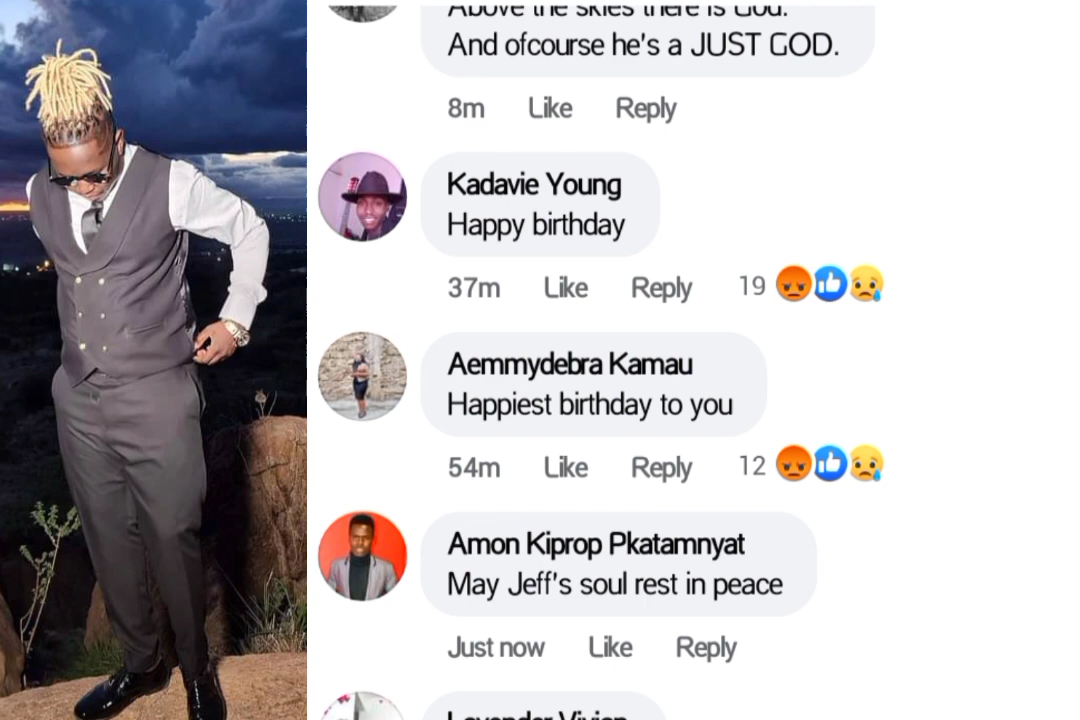 Above the skies there is God.
And ofcourse he's a JUST GOD.
8m Like Reply
Kadavie Young
Happy birthday
37m Like Reply 19
Aemmydebra Kamau
Happiest birthday to you
54m Like Reply 12
Amon Kiprop Pkatamnyat
May Jeff's soul rest in peace
Just now Like Reply
Lavender Vivian